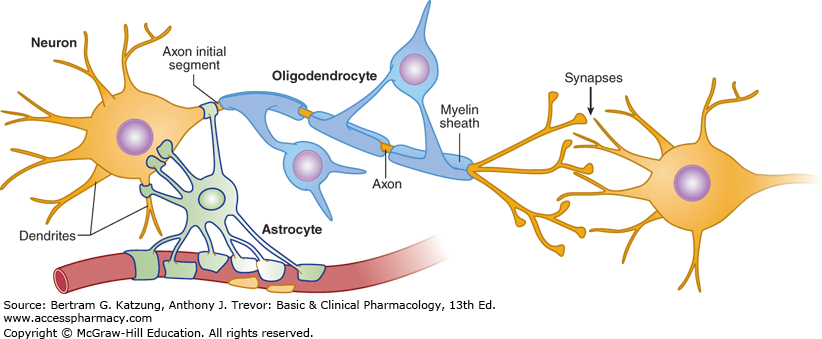 Neuron
Axon initial
segment
Oligodendrocyte
Synapses
Myelin
sheath
Axon
Dendrites
Astrocyte
Source: Bertram G. Katzung, Anthony J. Trevor: Basic & Clinical Pharmacology, 13th Ed.
www.accesspharmacy.com
Copyright © McGraw-Hill Education. All rights reserved.